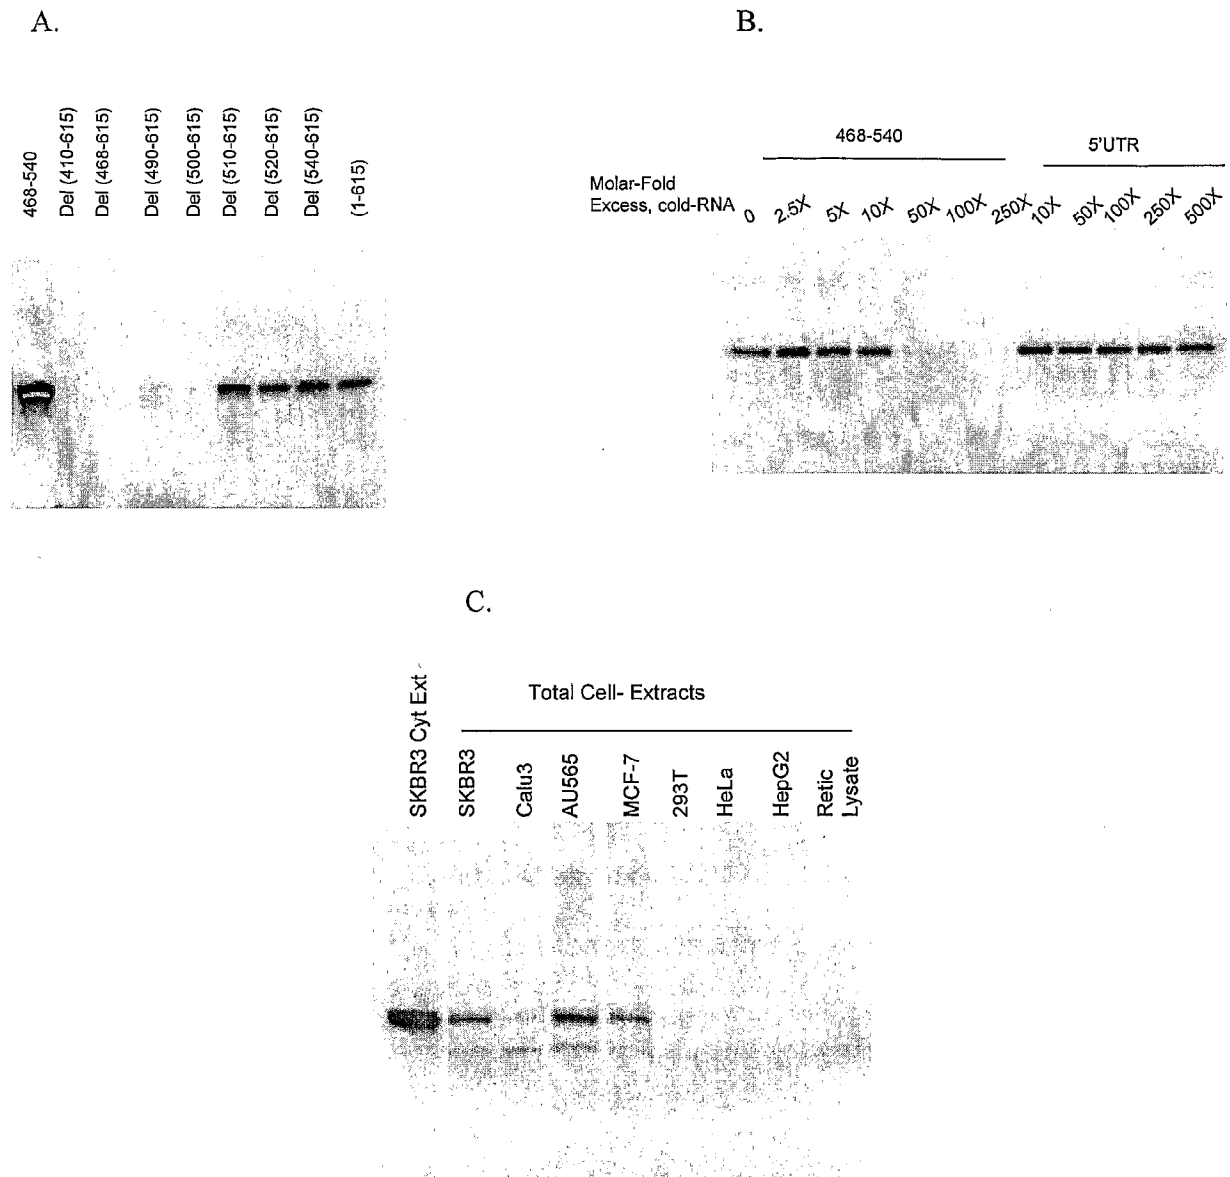 A.
468-540
Del (410-615)
Del (468-615)
Del (490-615)
Del (500-615)
Del (510-615)
Del (520-615)
Del (540-615)
(1-615)
B.
468-540
5'UTR
Molar-Fold
Excess, cold-RNA
0 2.5X 5X 10X 50X 100X 250X 10X 50X 100X 250X 500X
C.
SKBR3 Cyt Ext
Total Cell- Extracts
SKBR3
Calu3
AU565
MCF-7
293T
HeLa
HepG2
Retic
Lysate